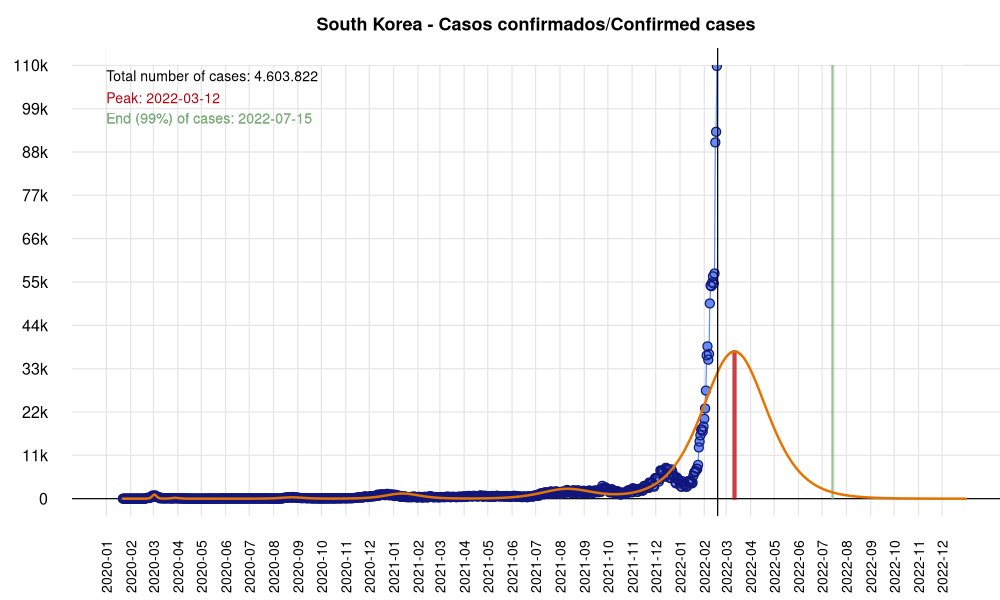 South Korea - Casos confirmados/Confirmed cases
110k
99k
88k
77k
66k
55k
44k
33k
22k
11k
0
Total number of cases: 4.603.822
Peak: 2022-03-12
End (99%) of cases: 2022-07-15
2020-01
2020-02
2020-03
2020-04
2020-05
2020-06
2020-07
2020-08
2020-09
2020-10
2020-11
2020-12
2021-01
2021-02
2021-03
2021-04
2021-05
2021-06
2021-07
2021-08
2021-09
2021-10
2021-11
2021-12
2022-01
2022-02
2022-03
2022-04
2022-05
2022-06
2022-07
2022-08
2022-09
2022-10
2022-11
2022-12